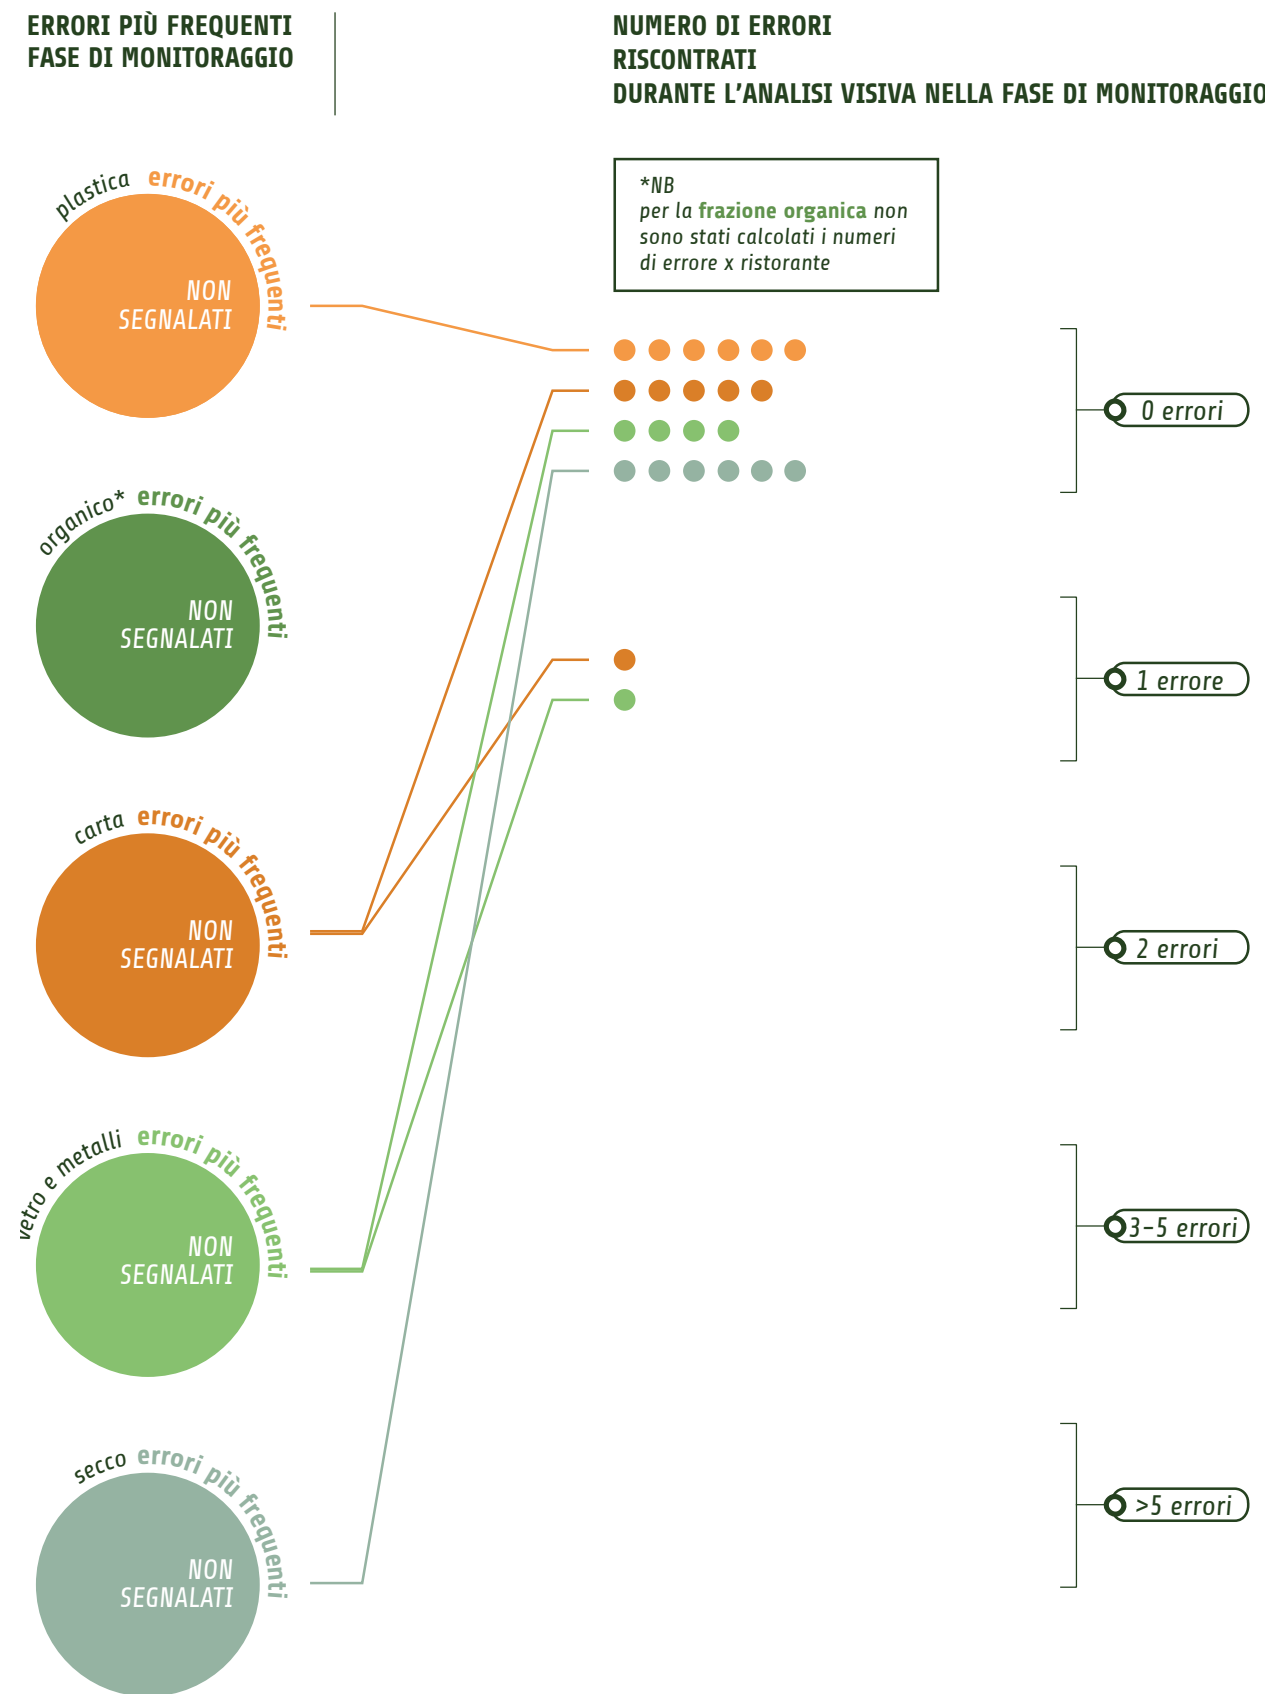 ERRORI PIÙ FREQUENTI
FASE DI MONITORAGGIO
NUMERO DI ERRORI
RISCONTRATI
DURANTE L'ANALISI VISIVA NELLA FASE DI MONITORAGGIO
*NB
per la frazione organica non
sono stati calcolati i numeri
di errore x ristorante
plastica errori più frequenti
NON
SEGNALATI
0 errori
organico* errori più frequenti
NON
SEGNALATI
1 errore
carta errori più frequenti
NON
SEGNALATI
2 errori
vetro e metalli errori più frequenti
NON
SEGNALATI
3-5 errori
secco errori più frequenti
NON
SEGNALATI
>5 errori